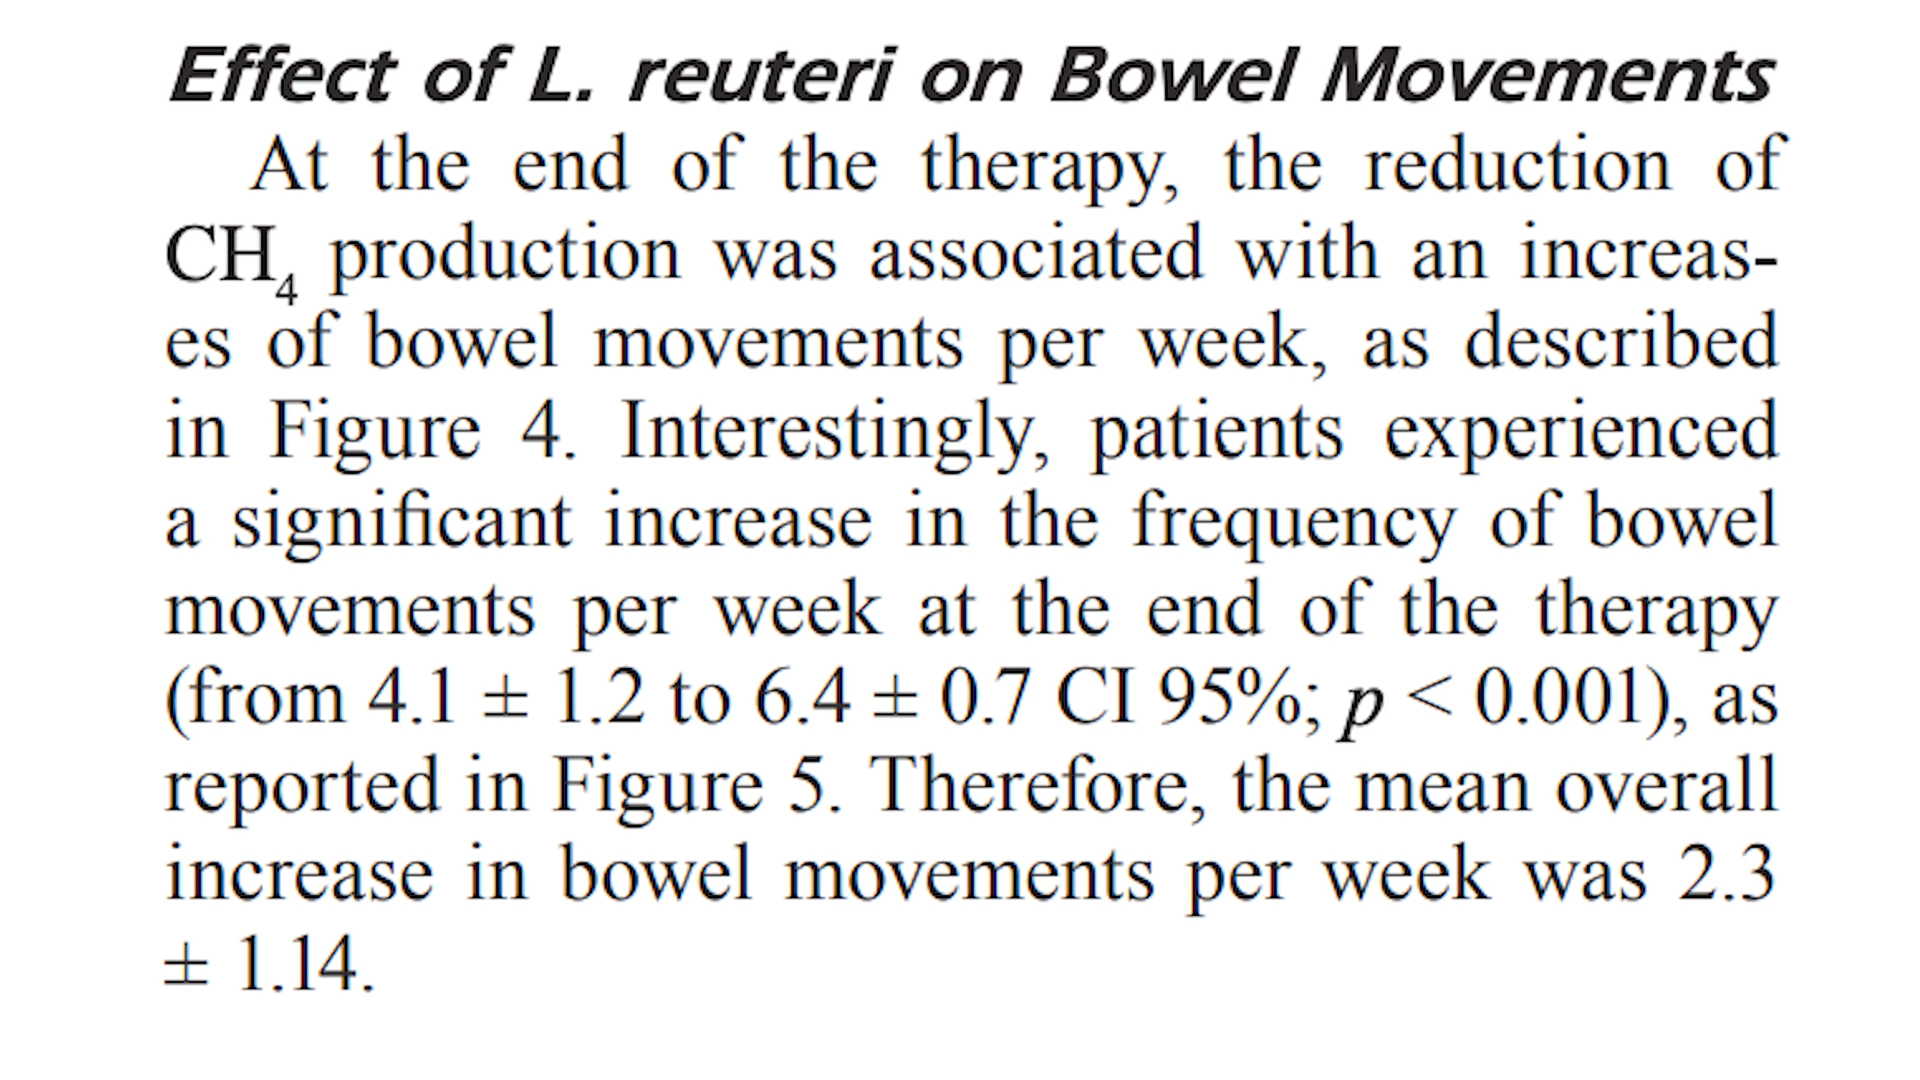 Effect of L. reuteri on Bowel Movements
At the end of the therapy, the reduction of
CH₄ production was associated with an increas-
es of bowel movements per week, as described
in Figure 4. Interestingly, patients experienced
a significant increase in the frequency of bowel
movements per week at the end of the therapy
(from 4.1 ± 1.2 to 6.4 ± 0.7 CI 95%; p < 0.001), as
reported in Figure 5. Therefore, the mean overall
increase in bowel movements per week was 2.3
± 1.14.